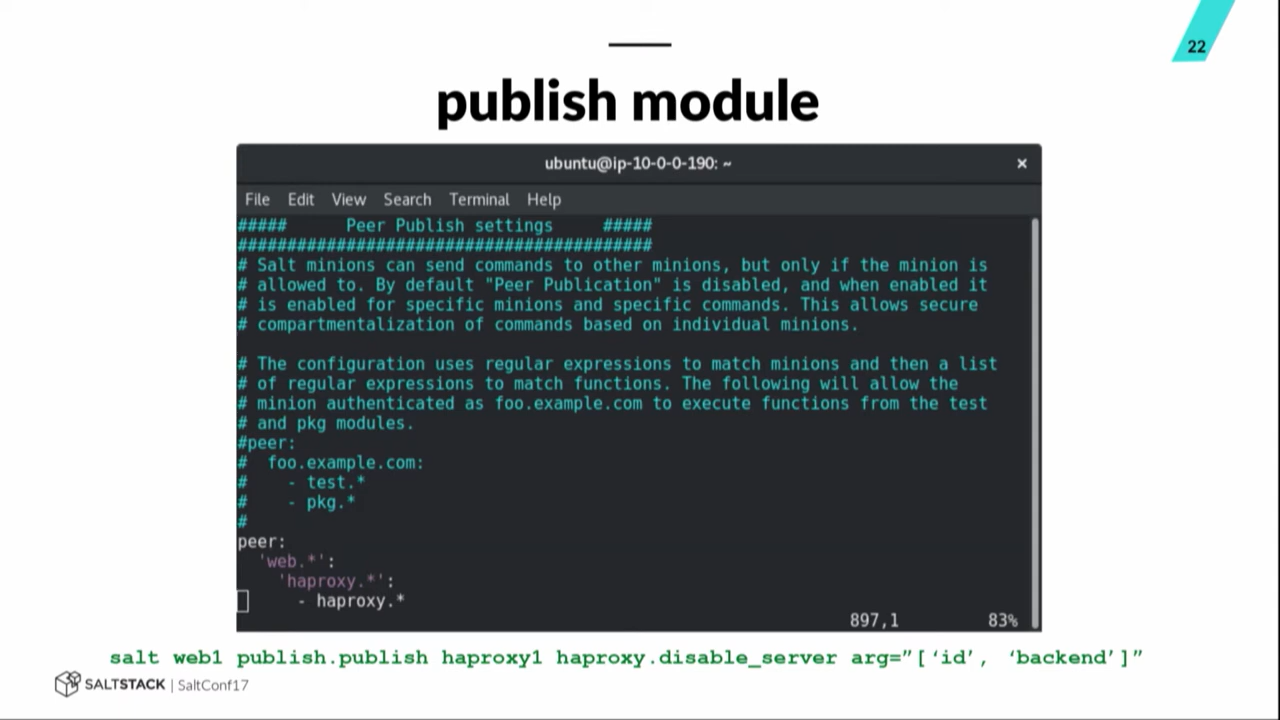 22
publish module
ubuntu@ip-10-0-0-190: ~ ×
File Edit View Search Terminal Help
##### Peer Publish settings #####
##########################################
# Salt minions can send commands to other minions, but only if the minion is
# allowed to. By default "Peer Publication" is disabled, and when enabled it
# is enabled for specific minions and specific commands. This allows secure
# compartmentalization of commands based on individual minions.
# The configuration uses regular expressions to match minions and then a list
# of regular expressions to match functions. The following will allow the
# minion authenticated as foo.example.com to execute functions from the test
# and pkg modules.
#peer:
#  foo.example.com:
#    - test.*
#    - pkg.*
#
peer:
  'web.*':
    'haproxy.*':
      - haproxy.*
897,1 83%
salt web1 publish.publish haproxy1 haproxy.disable_server arg=”[‘id’, ‘backend’]”
SALTSTACK | SaltConf17